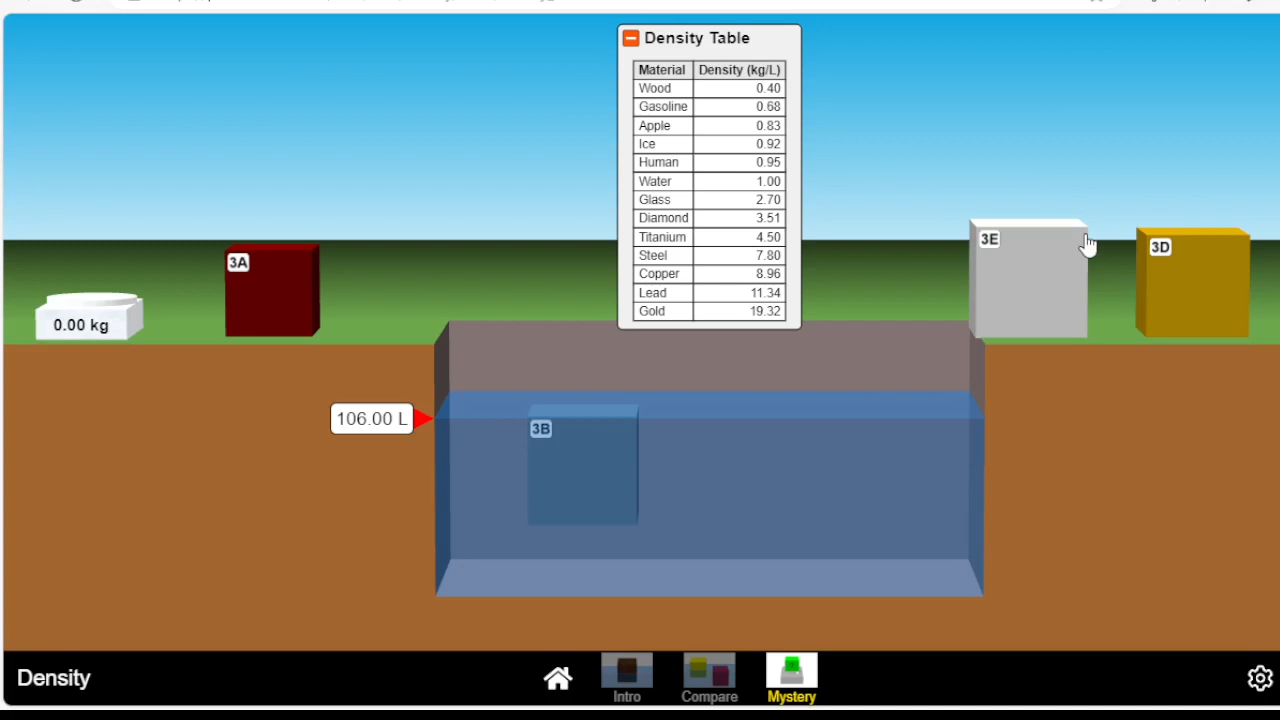 Density Table
Material Density (kg/L)
Wood 0.40
Gasoline 0.68
Apple 0.83
Ice 0.92
Human 0.95
Water 1.00
Glass 2.70
Diamond 3.51
Titanium 4.50
Steel 7.80
Copper 8.96
Lead 11.34
Gold 19.32
3E
3D
3A
0.00 kg
106.00 L
3B
Density
Intro
Compare
Mystery